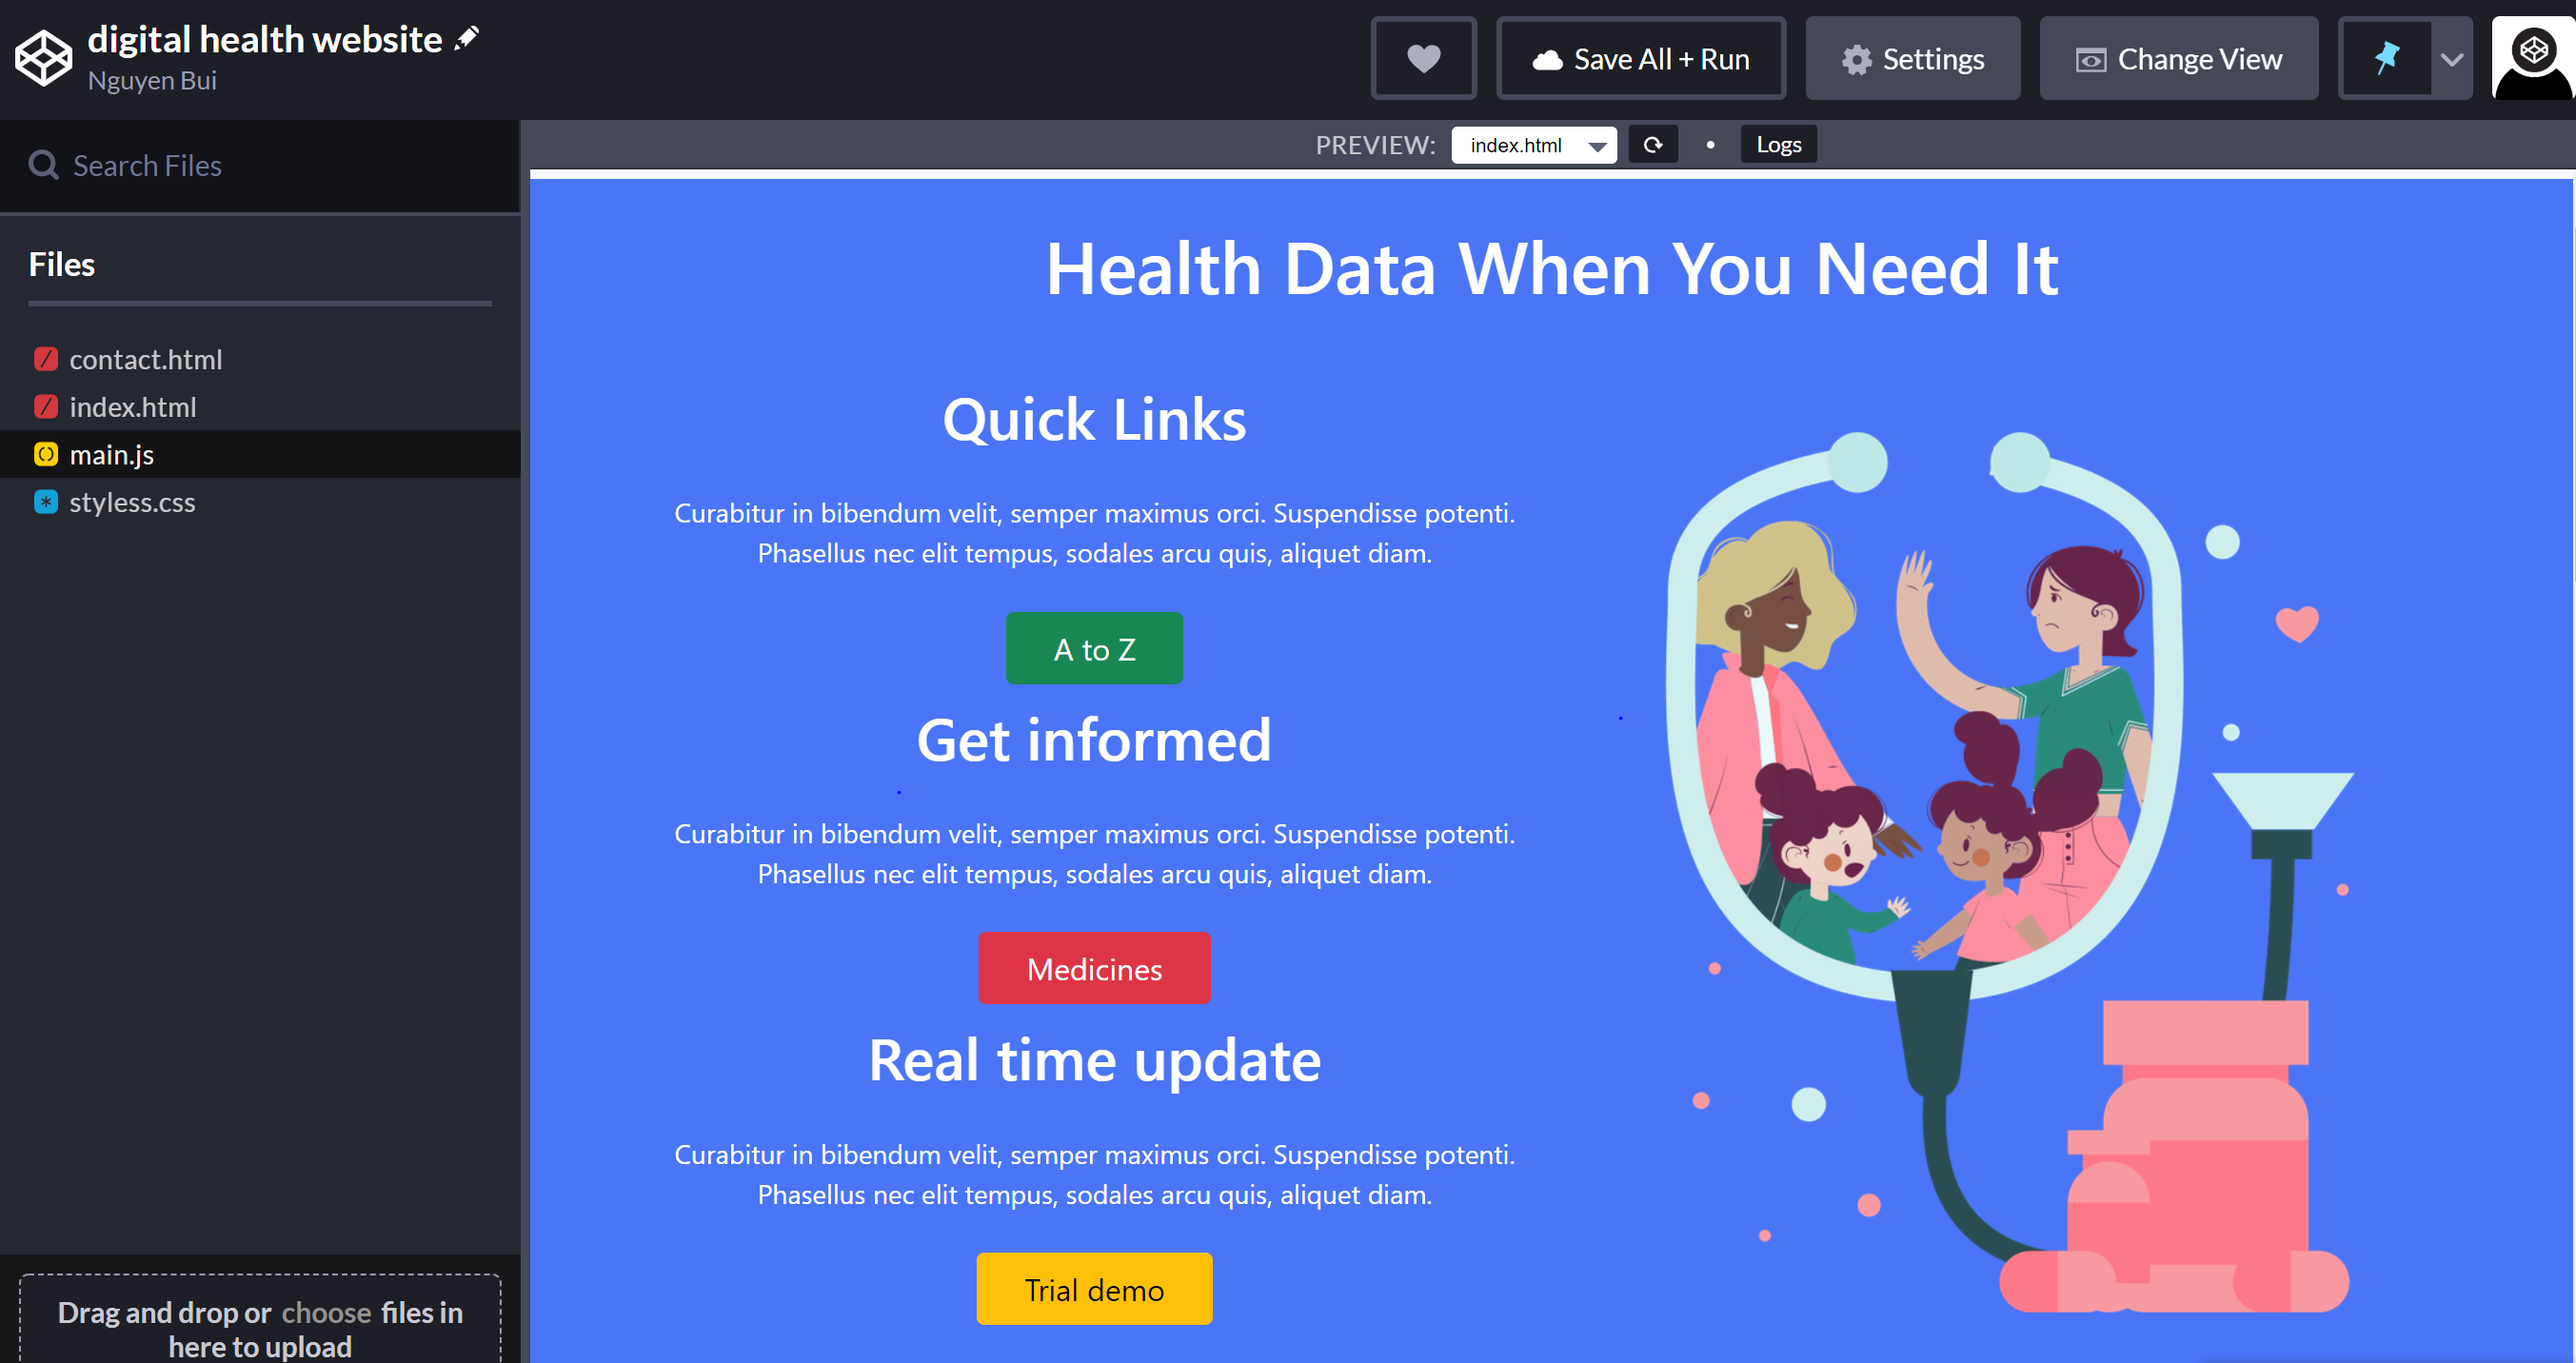 digital health website
Nguyen Bui
Save All + Run
Settings
Change View
Search Files
PREVIEW:
index.html
Logs
Files
contact.html
index.html
main.js
styless.css
Drag and drop or choose files in
here to upload
Health Data When You Need It
Quick Links
Curabitur in bibendum velit, semper maximus orci. Suspendisse potenti.
Phasellus nec elit tempus, sodales arcu quis, aliquet diam.
A to Z
Get informed
Curabitur in bibendum velit, semper maximus orci. Suspendisse potenti.
Phasellus nec elit tempus, sodales arcu quis, aliquet diam.
Medicines
Real time update
Curabitur in bibendum velit, semper maximus orci. Suspendisse potenti.
Phasellus nec elit tempus, sodales arcu quis, aliquet diam.
Trial demo